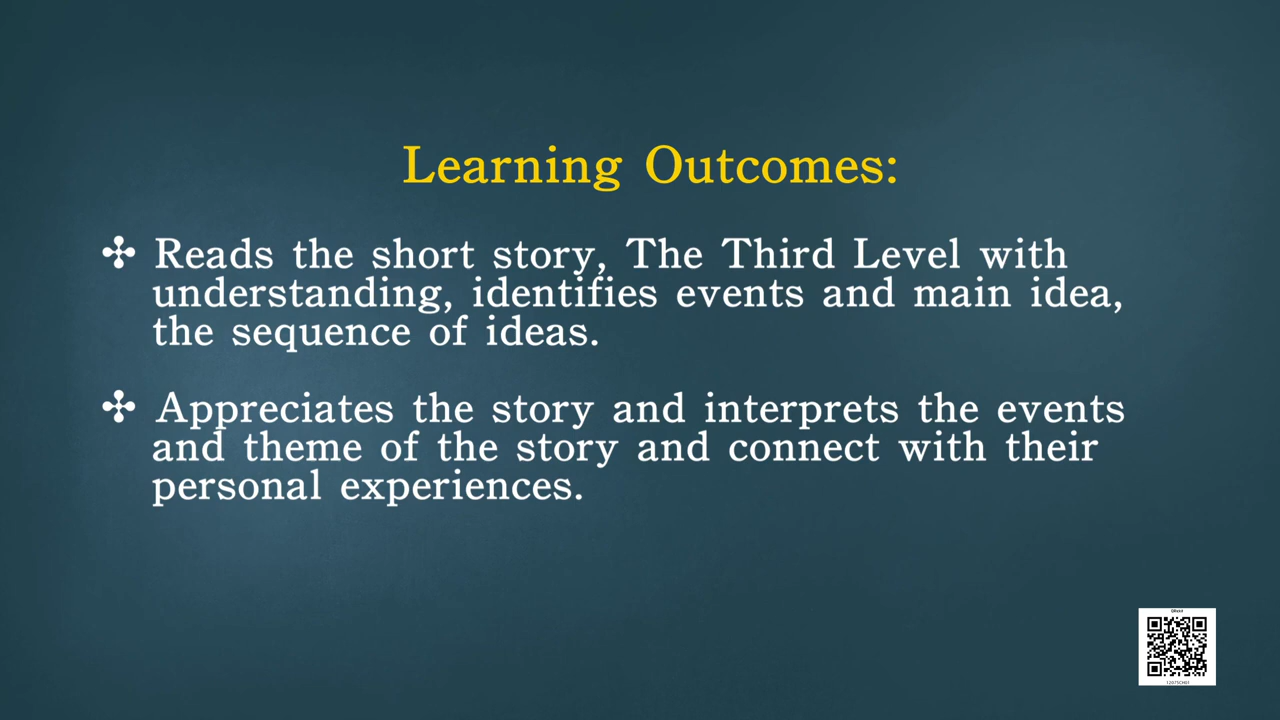 Learning Outcomes:
✣ Reads the short story, The Third Level with
understanding, identifies events and main idea,
the sequence of ideas.
✣ Appreciates the story and interprets the events
and theme of the story and connect with their
personal experiences.